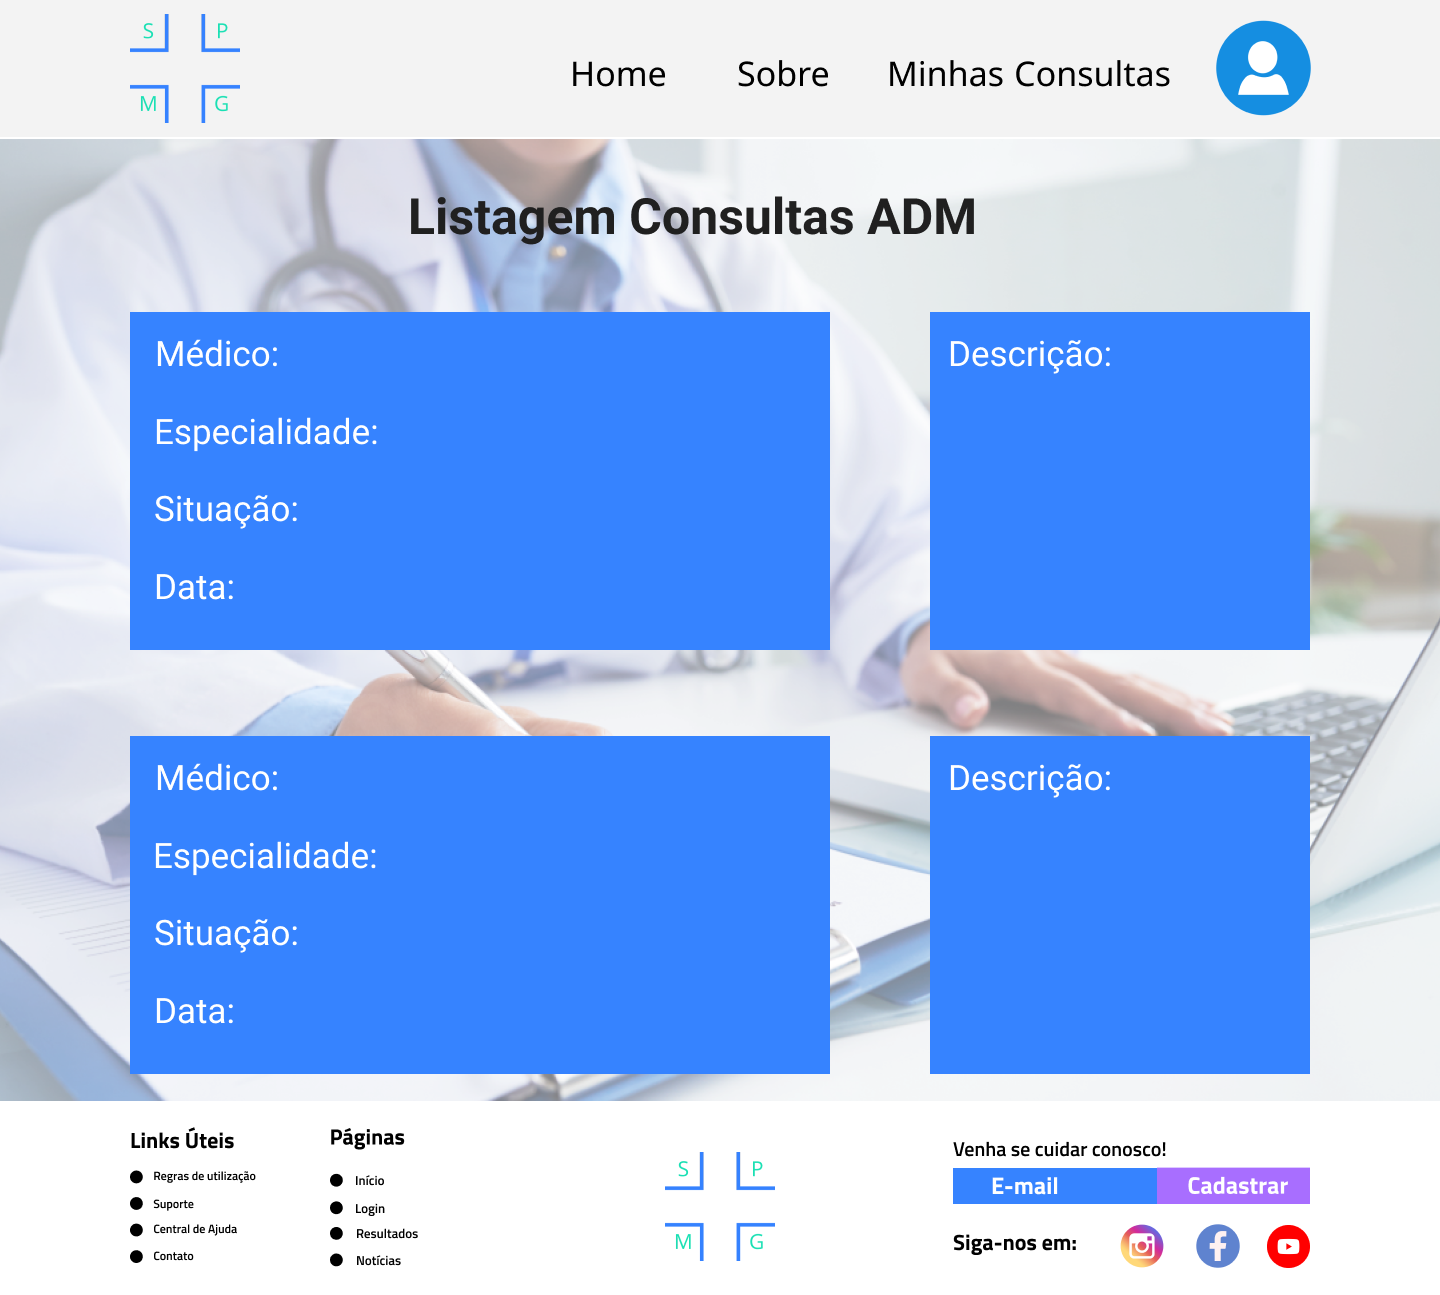 S P
M G
Home Sobre Minhas Consultas
Listagem Consultas ADM
Médico:
Especialidade:
Situação:
Data:
Descrição:
Médico:
Especialidade:
Situação:
Data:
Descrição:
Links Úteis
Regras de utilização
Suporte
Central de Ajuda
Contato
Páginas
Início
Login
Resultados
Notícias
S P
M G
Venha se cuidar conosco!
E-mail Cadastrar
Siga-nos em: